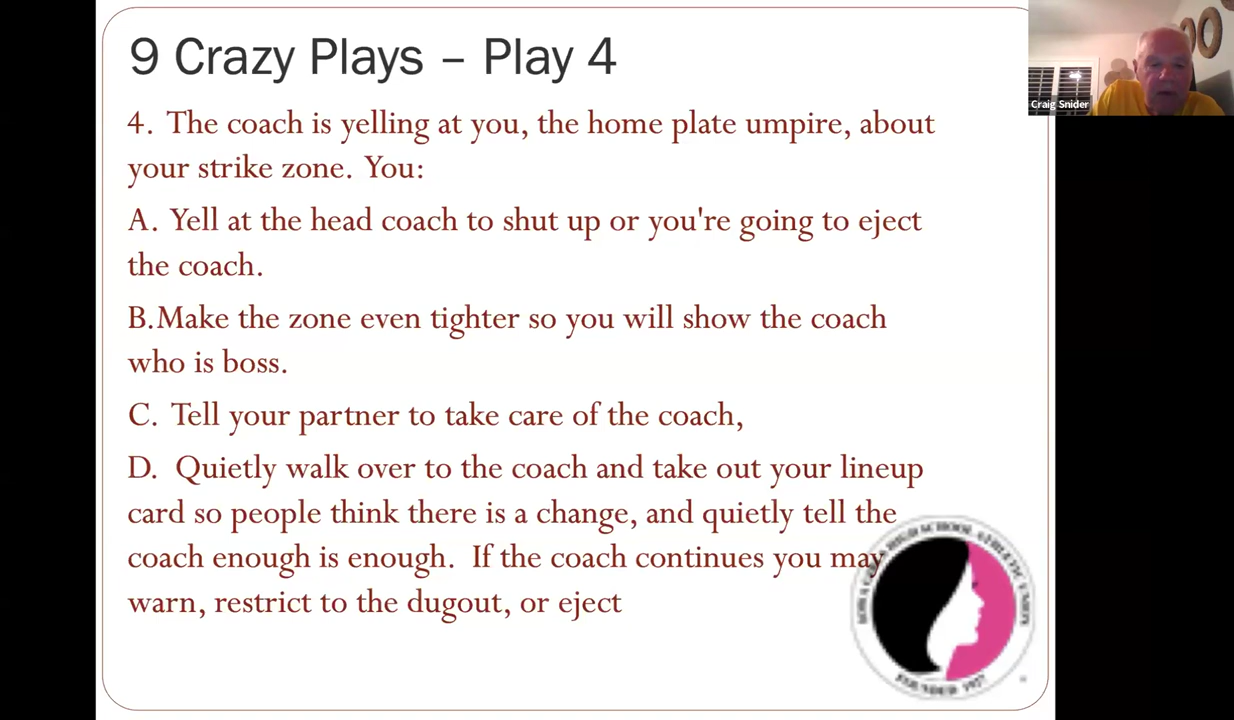 9 Crazy Plays – Play 4
Craig Snider
4. The coach is yelling at you, the home plate umpire, about
your strike zone. You:
A. Yell at the head coach to shut up or you're going to eject
the coach.
B.Make the zone even tighter so you will show the coach
who is boss.
C. Tell your partner to take care of the coach,
D. Quietly walk over to the coach and take out your lineup
card so people think there is a change, and quietly tell the
coach enough is enough. If the coach continues you may
warn, restrict to the dugout, or eject
HIGH SCHOOL ATHLETIC UNION
FOUNDED